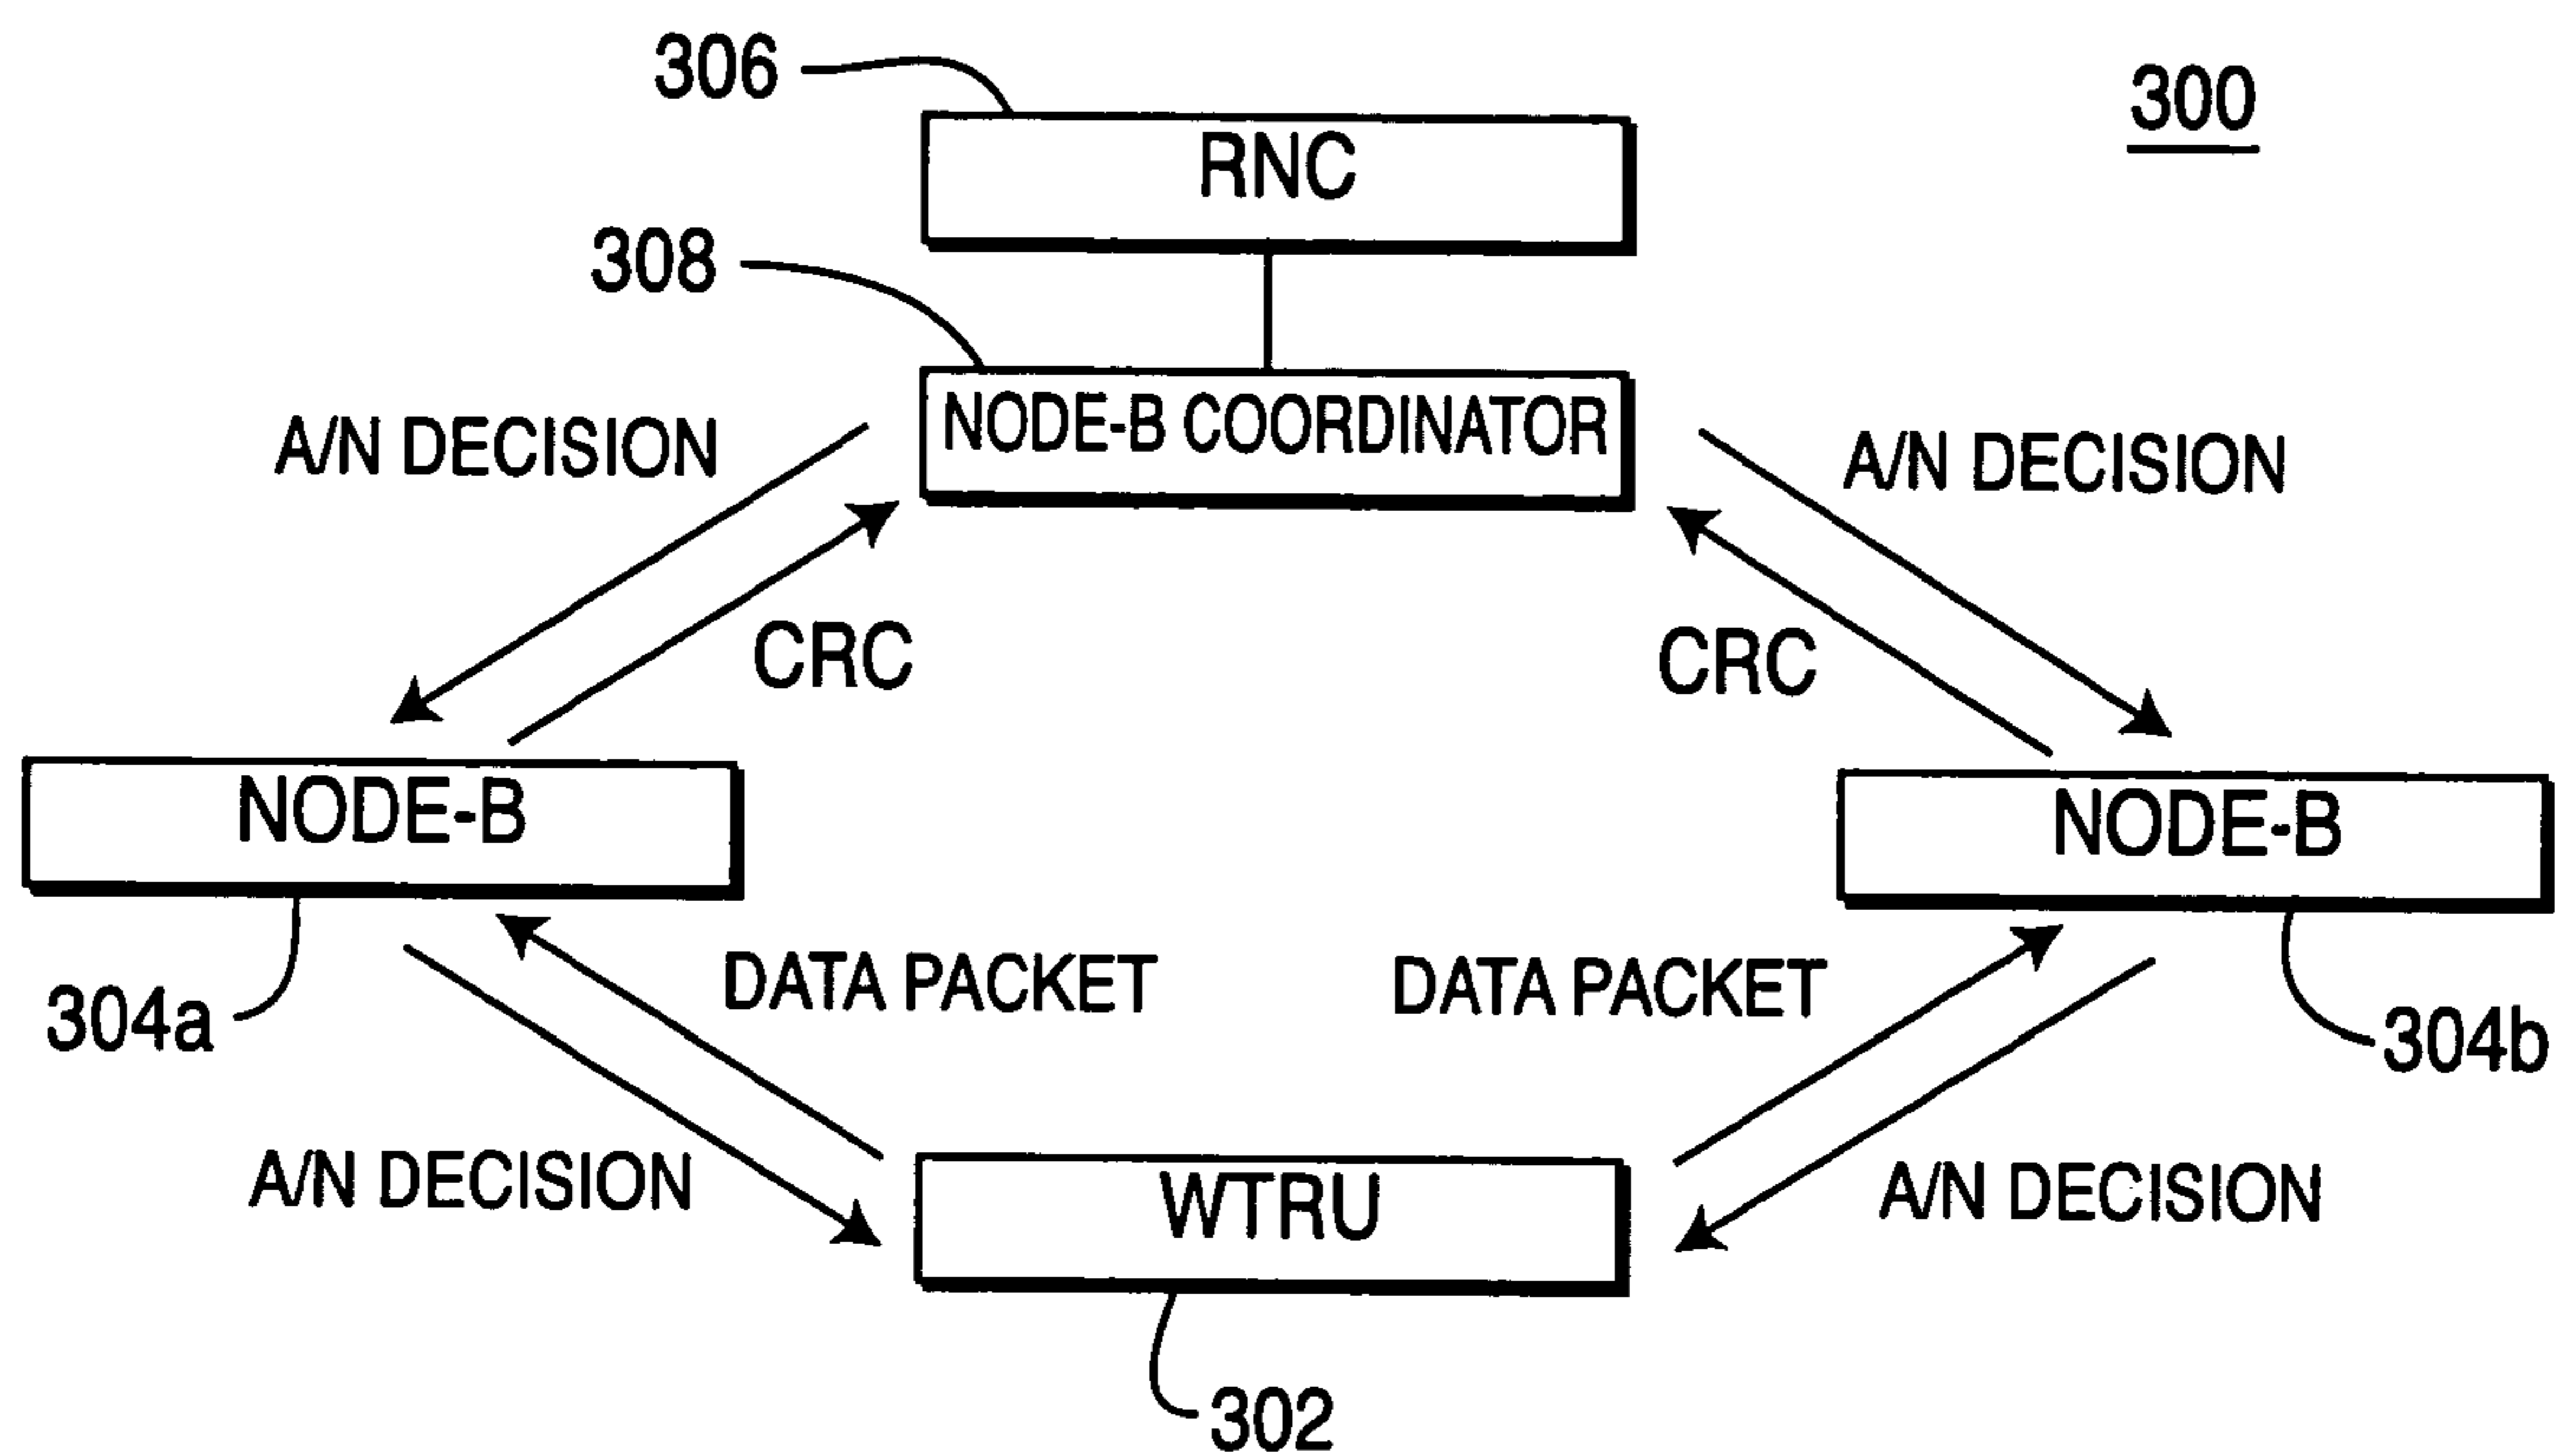 306
300
RNC
308
NODE-B COORDINATOR
A/N DECISION
A/N DECISION
CRC
CRC
NODE-B
NODE-B
DATA PACKET
DATA PACKET
304a
304b
A/N DECISION
WTRU
A/N DECISION
302